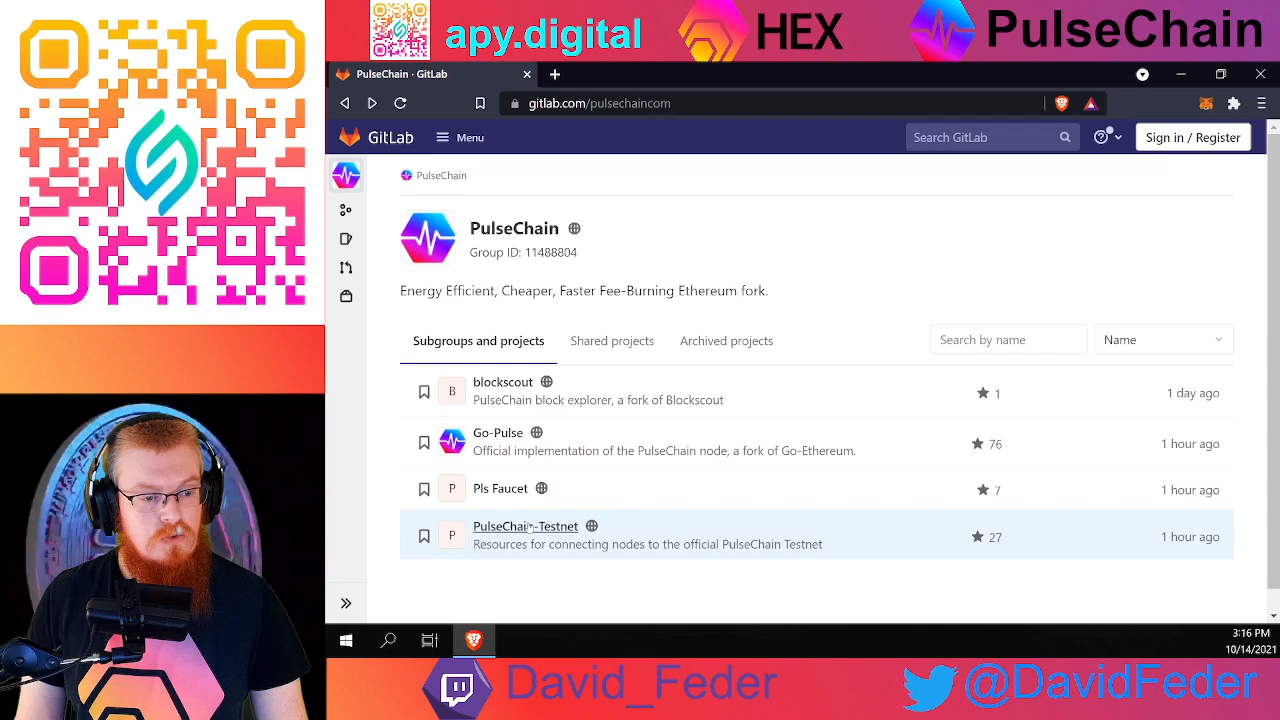 apy.digital
HEX
PulseChain
PulseChain · GitLab
gitlab.com/pulsechaincom
GitLab
Menu
Search GitLab
Sign in / Register
PulseChain
PulseChain
Group ID: 11488804
Energy Efficient, Cheaper, Faster Fee-Burning Ethereum fork.
Subgroups and projects
Shared projects
Archived projects
Search by name
Name
B
blockscout
PulseChain block explorer, a fork of Blockscout
1
1 day ago
Go-Pulse
Official implementation of the PulseChain node, a fork of Go-Ethereum.
76
1 hour ago
P
Pls Faucet
7
1 hour ago
P
PulseChain-Testnet
Resources for connecting nodes to the official PulseChain Testnet
27
1 hour ago
3:16 PM
10/14/2021
David_Feder
@DavidFeder